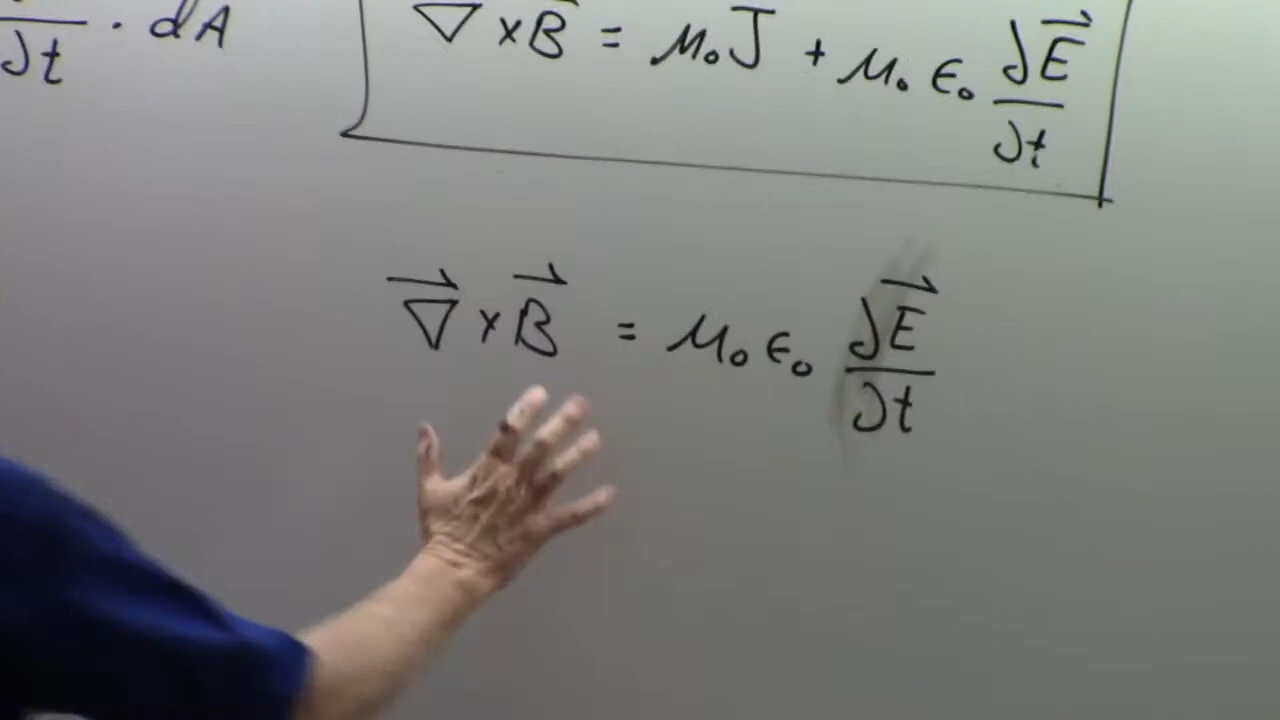 ∂t · dA
∇ × B⃗ = μ₀J + μ₀ ε₀ ∂E⃗/∂t
∇⃗ × B⃗ = μ₀ ε₀ ∂E⃗/∂t